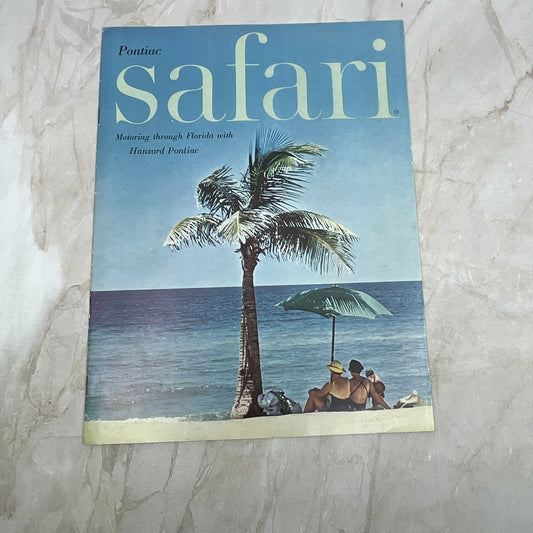 Pontiac
safari
Motoring through Florida with
Hansord Pontiac